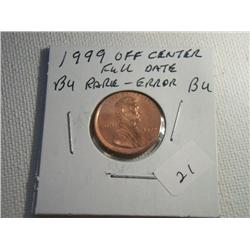 1999 OFF CENTER
FULL DATE
BU RARE - ERROR BU
21